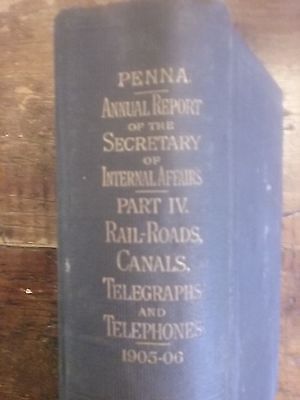 PENNA.
ANNUAL REPORT
OF THE
SECRETARY
OF
INTERNAL AFFAIRS
PART IV.
RAIL-ROADS,
CANALS,
TELEGRAPHS
AND
TELEPHONES
1905-06